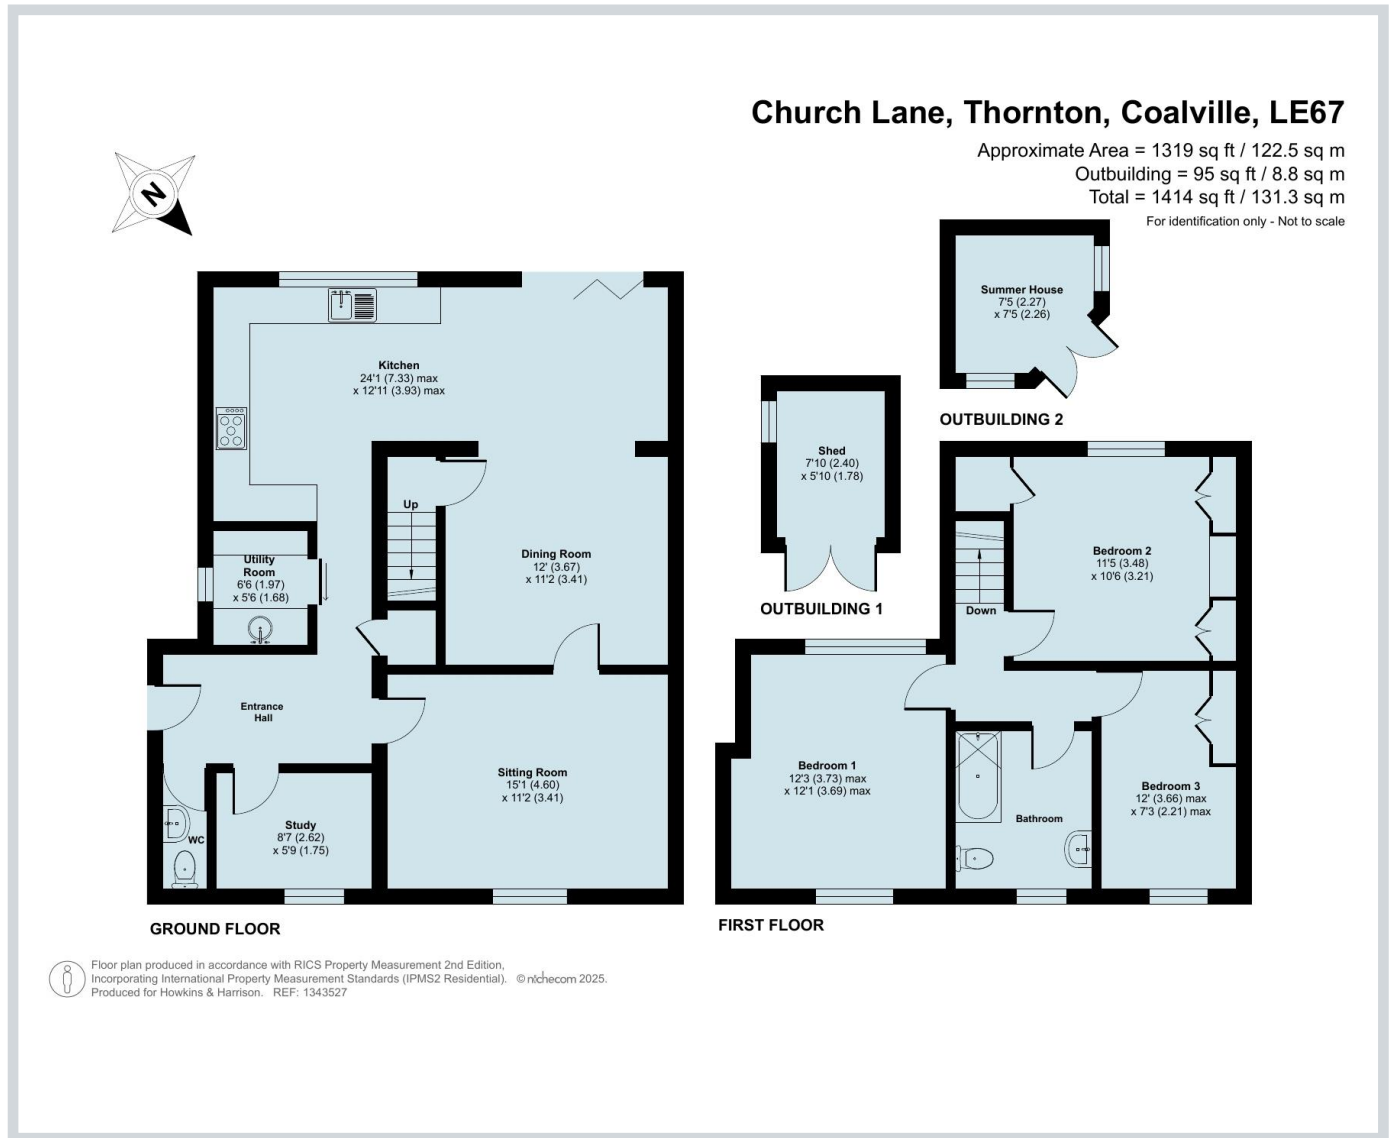 Church Lane, Thornton, Coalville, LE67
Approximate Area = 1319 sq ft / 122.5 sq m
Outbuilding = 95 sq ft / 8.8 sq m
Total = 1414 sq ft / 131.3 sq m
For identification only - Not to scale
N
Summer House
7'5 (2.27)
x 7'5 (2.26)
OUTBUILDING 2
Kitchen
24'1 (7.33) max
x 12'11 (3.93) max
Shed
7'10 (2.40)
x 5'10 (1.78)
OUTBUILDING 1
Up
Dining Room
12' (3.67)
x 11'2 (3.41)
Utility
Room
6'6 (1.97)
x 5'6 (1.68)
Bedroom 2
11'5 (3.48)
x 10'6 (3.21)
Down
Entrance
Hall
Sitting Room
15'1 (4.60)
x 11'2 (3.41)
Study
8'7 (2.62)
x 5'9 (1.75)
WC
Bedroom 1
12'3 (3.73) max
x 12'1 (3.69) max
Bathroom
Bedroom 3
12' (3.66) max
x 7'3 (2.21) max
GROUND FLOOR
FIRST FLOOR
Floor plan produced in accordance with RICS Property Measurement 2nd Edition,
Incorporating International Property Measurement Standards (IPMS2 Residential). ©nichecom 2025.
Produced for Howkins & Harrison. REF: 1343527